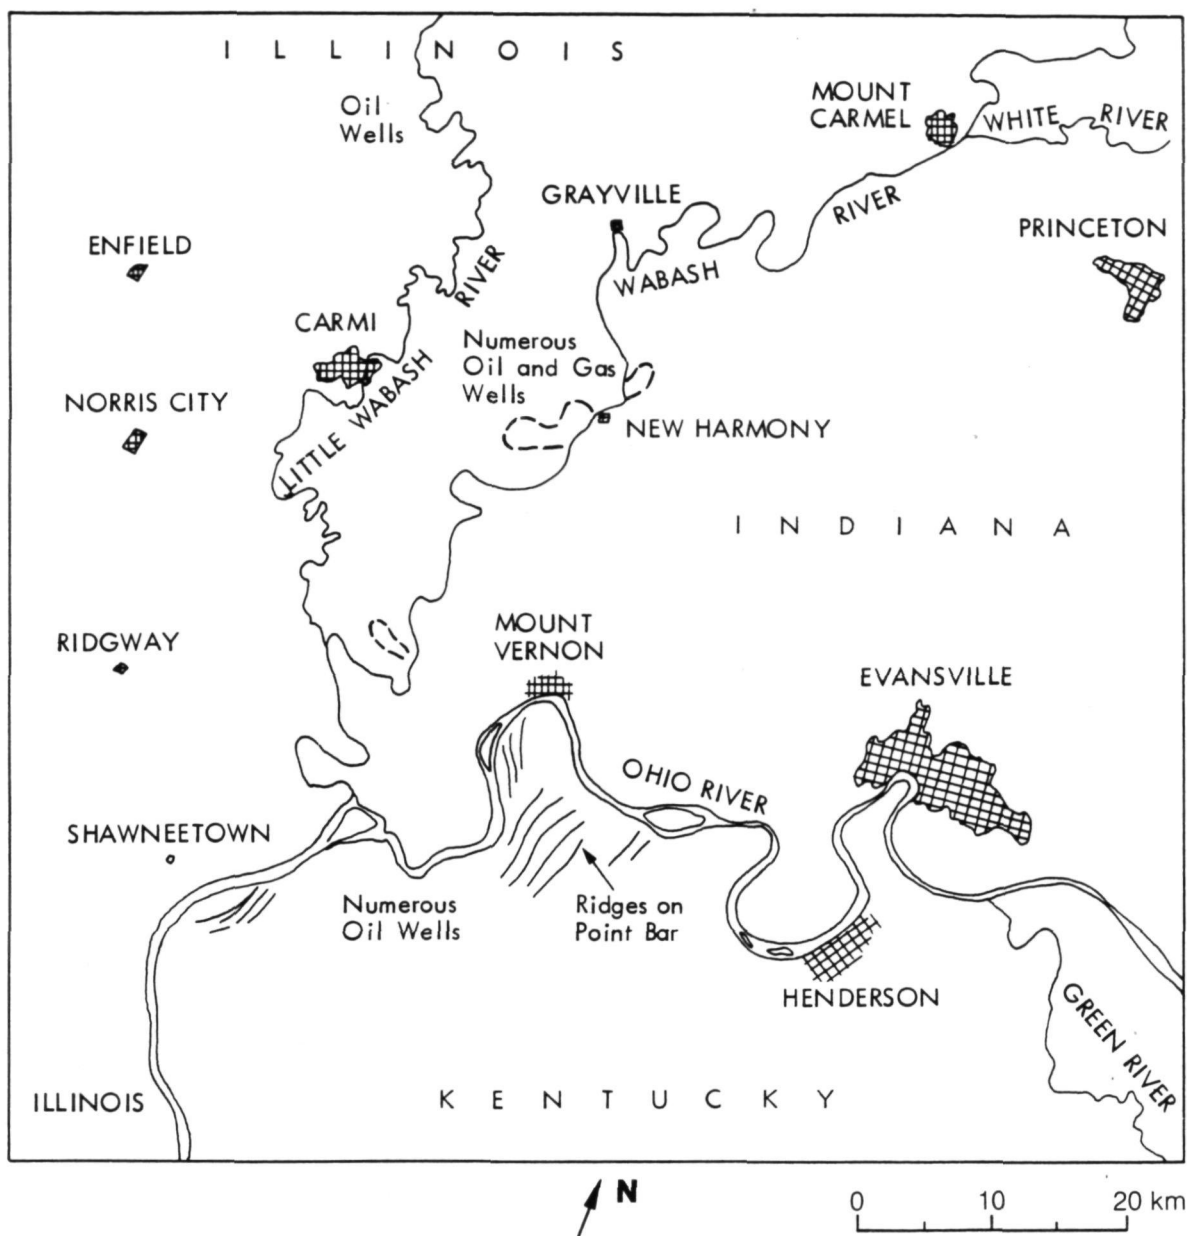 ILLINOIS
Oil
Wells
MOUNT
CARMEL
WHITE RIVER
GRAYVILLE
RIVER
PRINCETON
ENFIELD
RIVER
WABASH
CARMI
Numerous
Oil and Gas
Wells
NORRIS CITY
LITTLE WABASH
NEW HARMONY
INDIANA
MOUNT
VERNON
RIDGWAY
EVANSVILLE
OHIO RIVER
SHAWNEETOWN
Numerous
Oil Wells
Ridges on
Point Bar
HENDERSON
GREEN RIVER
ILLINOIS
KENTUCKY
N
0 10 20 km